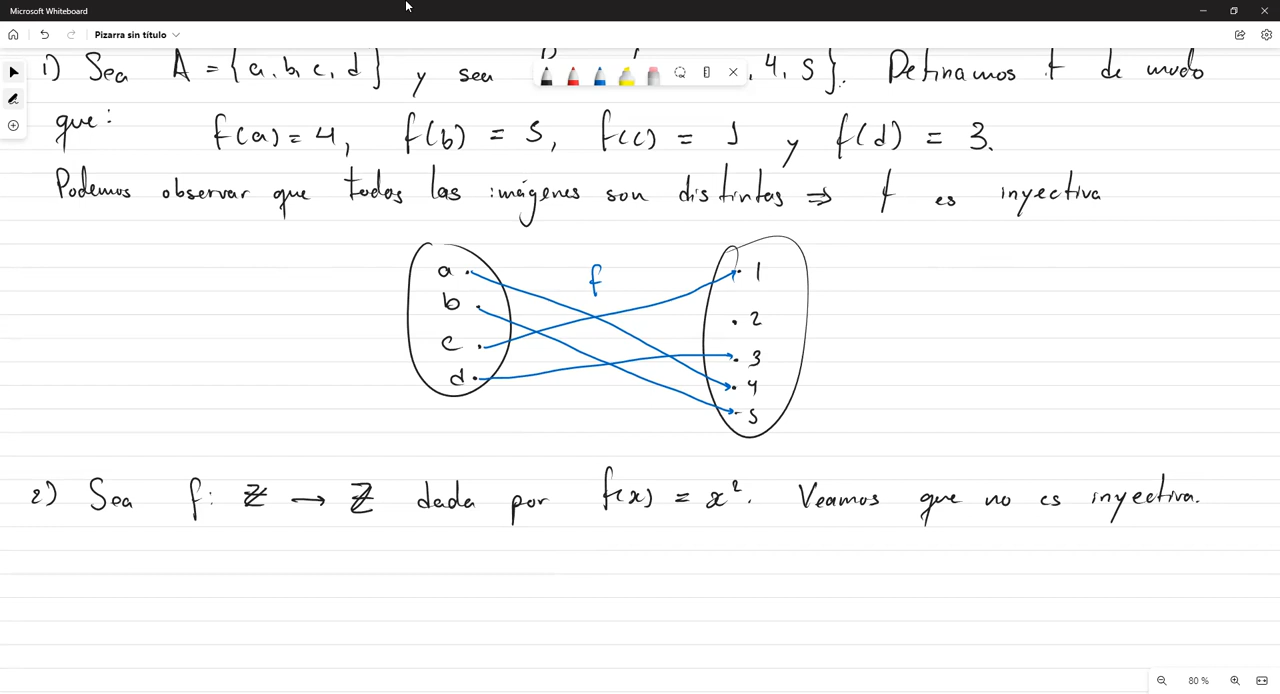 Microsoft Whiteboard
Pizarra sin título
1) Sea A = {a, b, c, d} y sea , 4, 5}. Definamos f de modo
que: f(a) = 4, f(b) = 5, f(c) = 1 y f(d) = 3.
Podemos observar que todos las imágenes son distintas ⇒ f es inyectiva
f
a
b
c
d
1
2
3
4
5
2) Sea f: ℤ → ℤ dada por f(x) = x². Veamos que no es inyectiva.
80 %